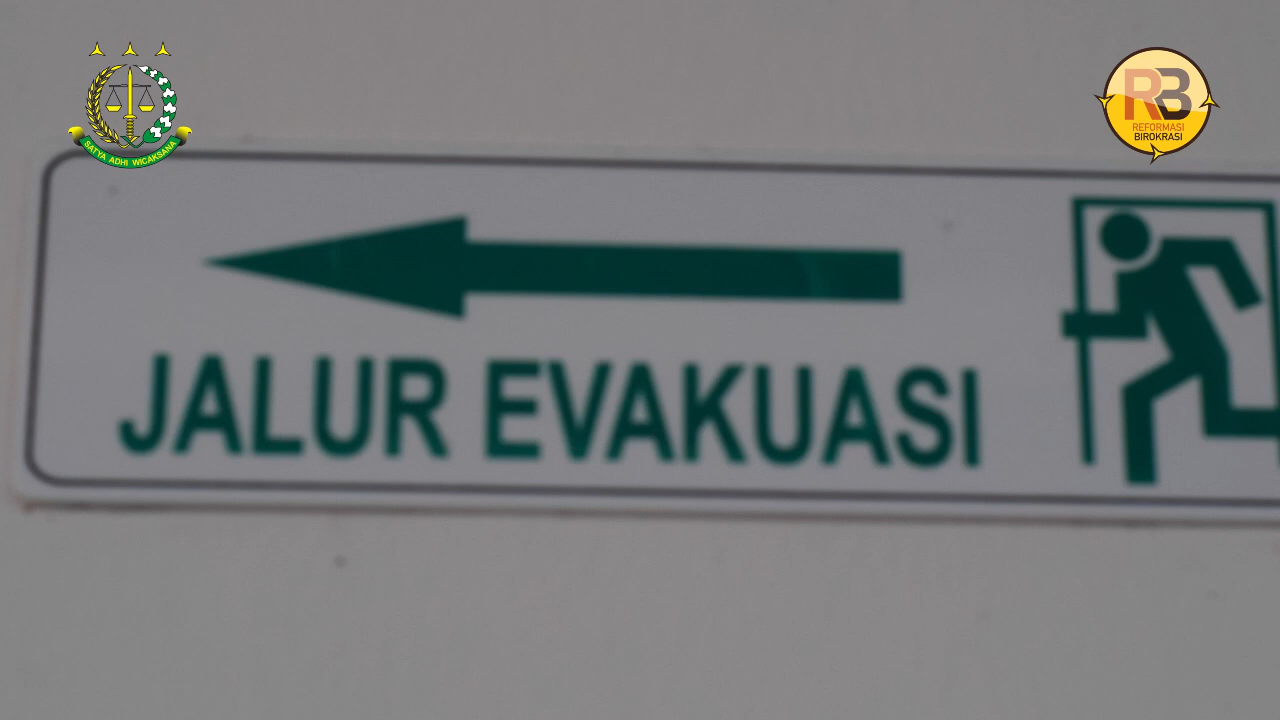 SATYA ADHI WICAKSANA
RB
REFORMASI
BIROKRASI
JALUR EVAKUASI